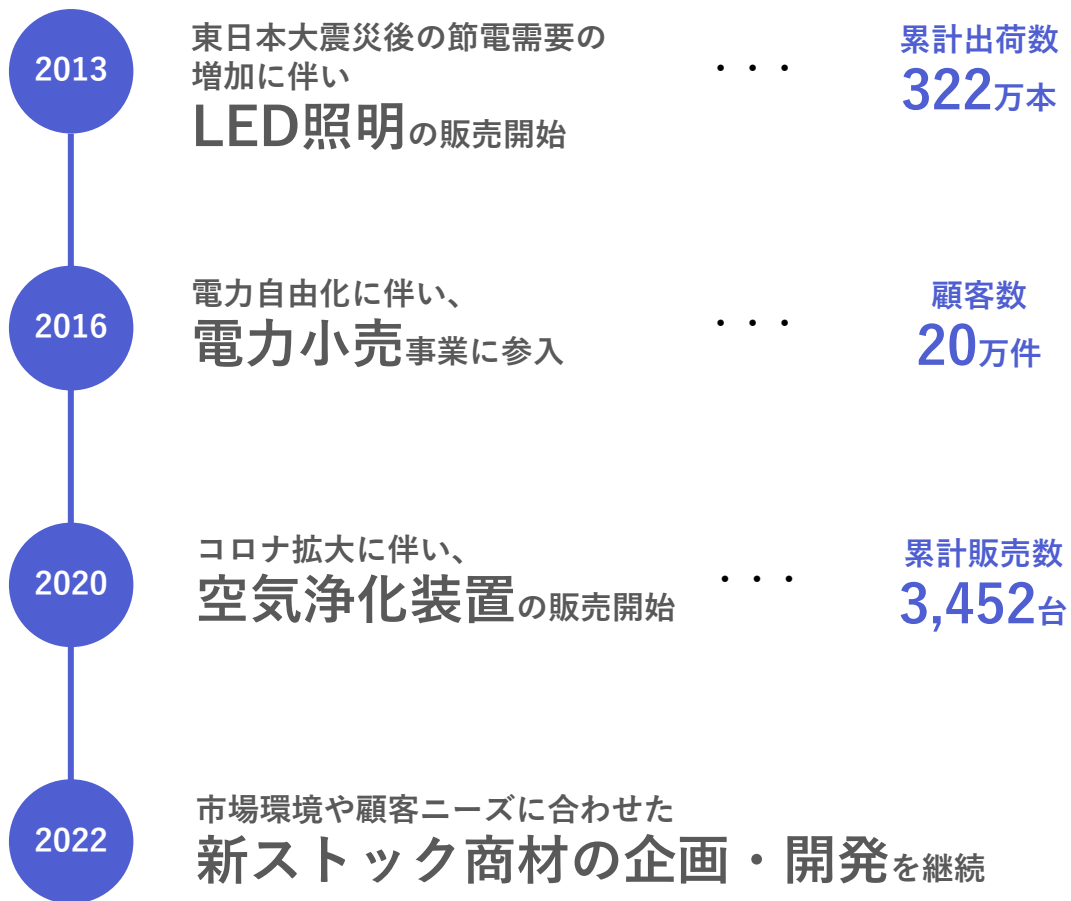 2013
東日本大震災後の節電需要の
増加に伴い
LED照明の販売開始
・・・
累計出荷数
322万本
2016
電力自由化に伴い、
電力小売事業に参入
・・・
顧客数
20万件
2020
コロナ拡大に伴い、
空気浄化装置の販売開始
・・・
累計販売数
3,452台
2022
市場環境や顧客ニーズに合わせた
新ストック商材の企画・開発を継続